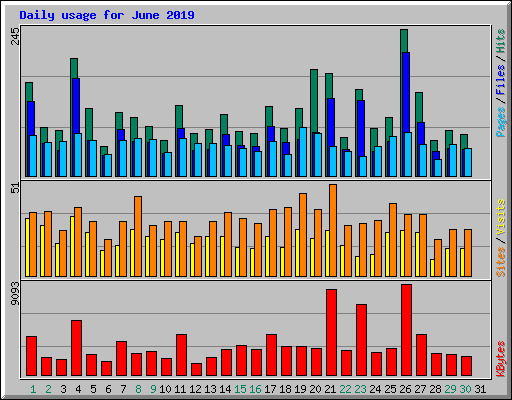 Daily usage for June 2019
245
51
9093
Pages / Files / Hits
Sites / Visits
KBytes
1 2 3 4 5 6 7 8 9 10 11 12 13 14 15 16 17 18 19 20 21 22 23 24 25 26 27 28 29 30 31